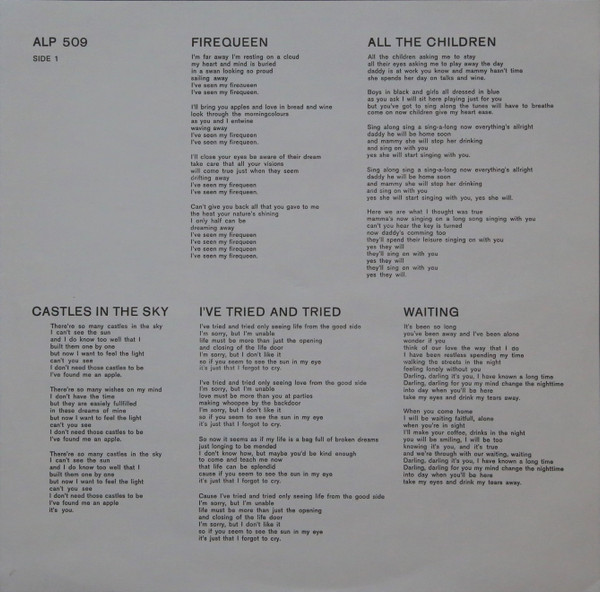 ALP 509
SIDE 1
FIREQUEEN
I'm far away I'm resting on a cloud
my heart and mind is buried
in a swan looking so proud
sailing away
I've seen my firequeen
I've seen my firequeen.
I'll bring you apples and love in bread and wine
look through the morningcolours
as you and I entwine
waving away
I've seen my firequeen
I've seen my firequeen.
I'll close your eyes be aware of their dream
take care that all your visions
will come true just when they seem
drifting away
I've seen my firequeen
I've seen my firequeen.
Can't give you back all that you gave to me
the heat your nature's shining
I only half can be
dreaming away
I've seen my firequeen
I've seen my firequeen
I've seen my firequeen
I've seen my firequeen.
ALL THE CHILDREN
All the children asking me to stay
all their eyes asking me to play away the day
daddy is at work you know and mammy hasn't time
she spends her day on talks and wine.
Boys in black and girls all dressed in blue
as you ask I will sit here playing just for you
but you've got to sing along the tunes will have to breathe
come on now children give my heart ease.
Sing along sing a sing-a-long now everything's allright
daddy he will be home soon
and mammy she will stop her drinking
and sing on with you
yes she will start singing with you.
Sing along sing a sing-a-long now everything's allright
daddy he will be home soon
and mammy she will stop her drinking
and sing on with you
yes she will start singing with you, yes she will.
Here we are what I thought was true
mamma's now singing on a long song singing with you
can't you hear the key is turned
now daddy's comming too
they'll spend their leisure singing on with you
yes they will
they'll sing on with you
yes they will
they'll sing on with you
yes they will.
CASTLES IN THE SKY
There're so many castles in the sky
I can't see the sun
and I do know too well that I
built them one by one
but now I want to feel the light
can't you see
I don't need those castles to be
I've found me an apple.
There're so many wishes on my mind
I don't have the time
but they are easiely fullfilled
in these dreams of mine
but now I want to feel the light
can't you see
I don't need those castles to be
I've found me an apple.
There're so many castles in the sky
I can't see the sun
and I do know too well that I
built them one by one
but now I want to feel the light
can't you see
I don't need those castles to be
I've found me an apple
it's you.
I'VE TRIED AND TRIED
I've tried and tried only seeing life from the good side
I'm sorry, but I'm unable
life must be more than just the opening
and closing of the life door
I'm sorry, but I don't like it
so if you seem to see the sun in my eye
it's just that I forgot to cry.
I've tried and tried only seeing love from the good side
I'm sorry, but I'm unable
love must be more than you at parties
making whoopee by the backdoor
I'm sorry, but I don't like it
so if you seem to see the sun in my eye
it's just that I forgot to cry.
So now it seems as if my life is a bag full of broken dreams
just longing to be mended
I don't know how, but maybe you'd be kind enough
to come and teach me now
that life can be splendid
cause if you seem to see the sun in my eye
it's just that I forgot to cry.
Cause I've tried and tried only seeing life from the good side
I'm sorry, but I'm unable
life must be more than just the opening
and closing of the life door
I'm sorry, but I don't like it
so if you seem to see the sun in my eye
it's just that I forgot to cry.
WAITING
It's been so long
you've been away and I've been alone
wonder if you
think of our love the way that I do
I have been restless spending my time
walking the streets in the night
feeling lonely without you
Darling, darling it's you, I have known a long time
Darling, darling for you my mind change the nighttime
into day when you'll be here
take my eyes and drink my tears away.
When you come home
I will be waiting faitfull, alone
when you're in sight
I'll make your coffee, drinks in the night
you will be smiling, I will be too
knowing it's you, and it's true
and we're through with our waiting, waiting
Darling, darling it's you, I have known a long time
Darling, darling for you my mind change the nighttime
into day when you'll be here
take my eyes and drink my tears away.